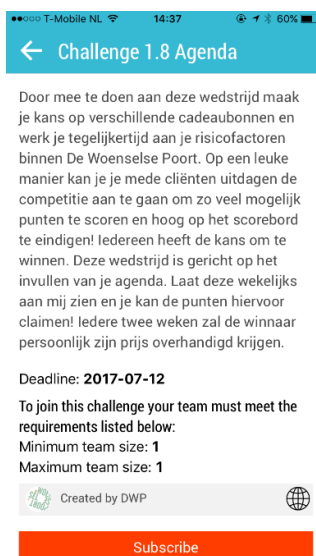 T-Mobile NL 14:37 60%
Challenge 1.8 Agenda
Door mee te doen aan deze wedstrijd maak
je kans op verschillende cadeaubonnen en
werk je tegelijkertijd aan je risicofactoren
binnen De Woenselse Poort. Op een leuke
manier kan je je mede cliënten uitdagen de
competitie aan te gaan om zo veel mogelijk
punten te scoren en hoog op het scorebord
te eindigen! Iedereen heeft de kans om te
winnen. Deze wedstrijd is gericht op het
invullen van je agenda. Laat deze wekelijks
aan mij zien en je kan de punten hiervoor
claimen! Iedere twee weken zal de winnaar
persoonlijk zijn prijs overhandigd krijgen.
Deadline: 2017-07-12
To join this challenge your team must meet the
requirements listed below:
Minimum team size: 1
Maximum team size: 1
Created by DWP
Subscribe